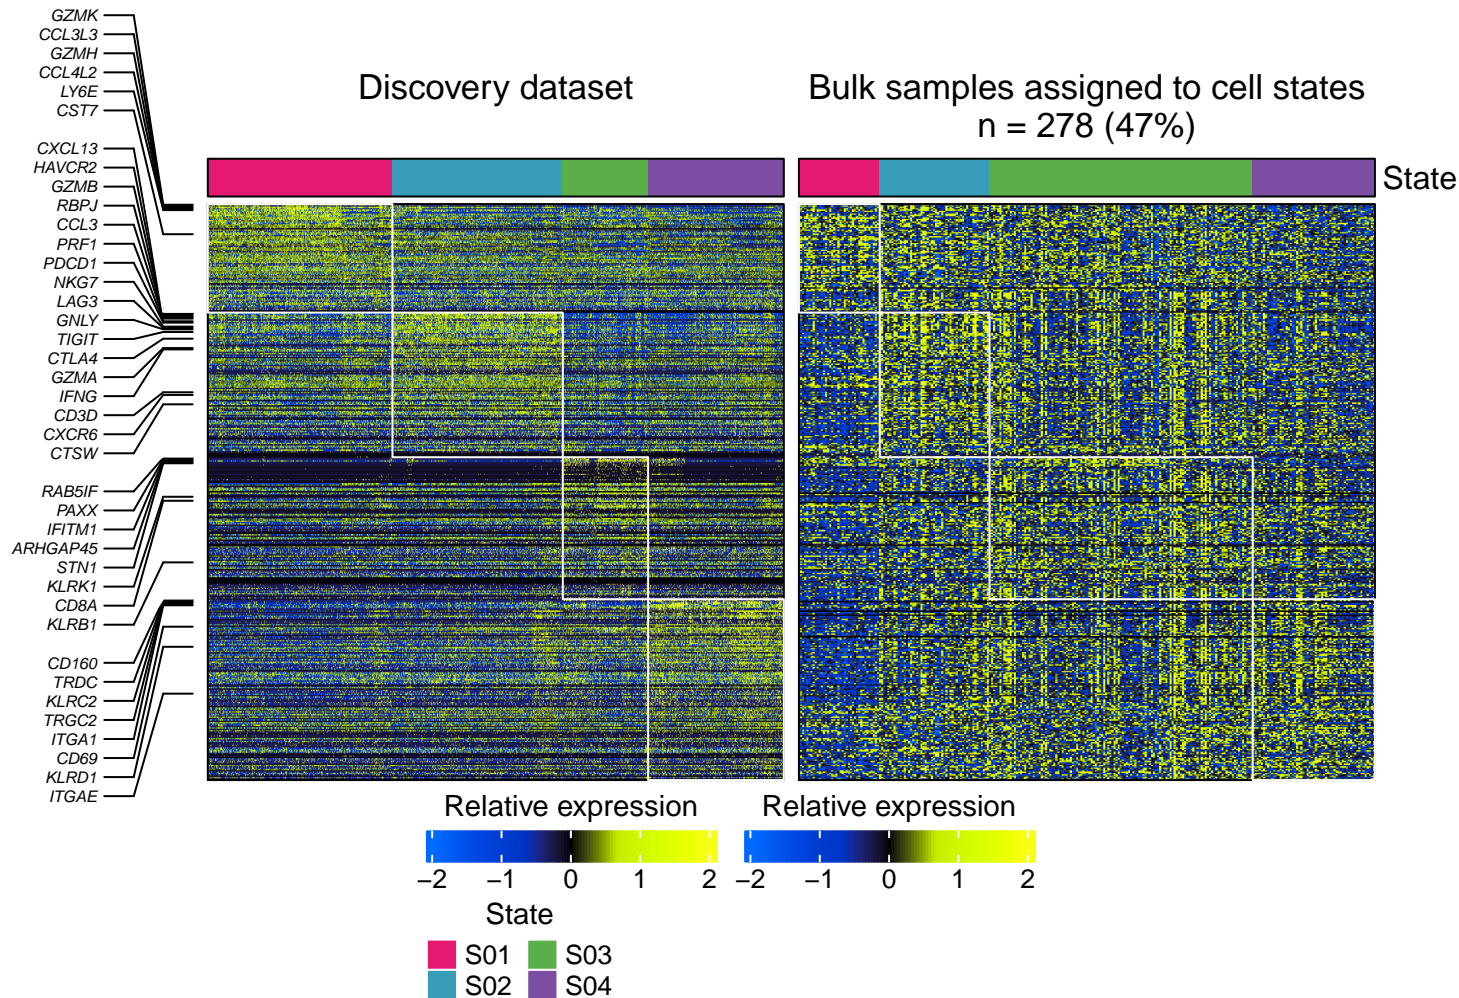 GZMK
CCL3L3
GZMH
CCL4L2
LY6E
CST7
CXCL13
HAVCR2
GZMB
RBPJ
CCL3
PRF1
PDCD1
NKG7
LAG3
GNLY
TIGIT
CTLA4
GZMA
IFNG
CD3D
CXCR6
CTSW
RAB5IF
PAXX
IFITM1
ARHGAP45
STN1
KLRK1
CD8A
KLRB1
CD160
TRDC
KLRC2
TRGC2
ITGA1
CD69
KLRD1
ITGAE
Discovery dataset
Bulk samples assigned to cell states
n = 278 (47%)
State
Relative expression
−2 −1 0 1 2
Relative expression
−2 −1 0 1 2
State
S01 S03
S02 S04